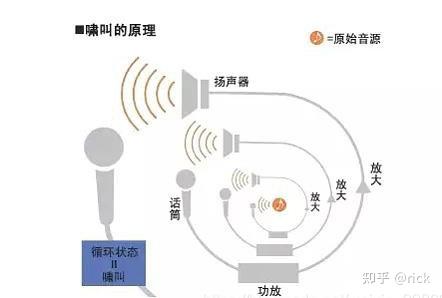 ■啸叫的原理
=原始音源
扬声器
放大
放大
放大
话筒
循环状态
=
啸叫
功放
知乎 @rick